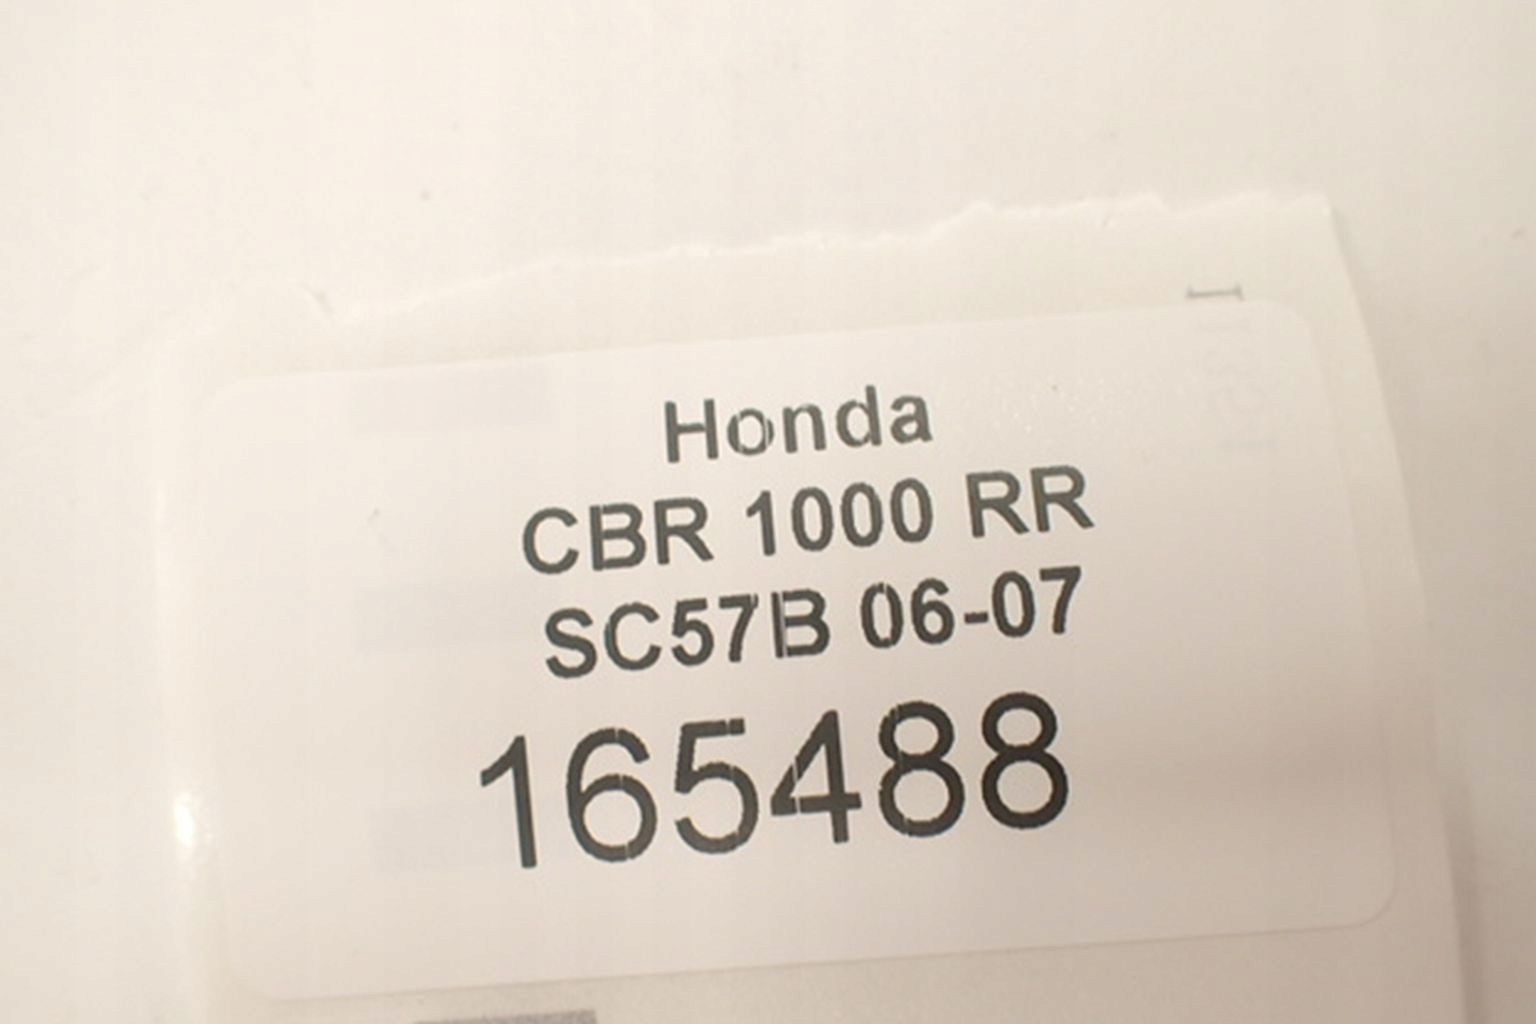 Honda
CBR 1000 RR
SC57B 06-07
165488